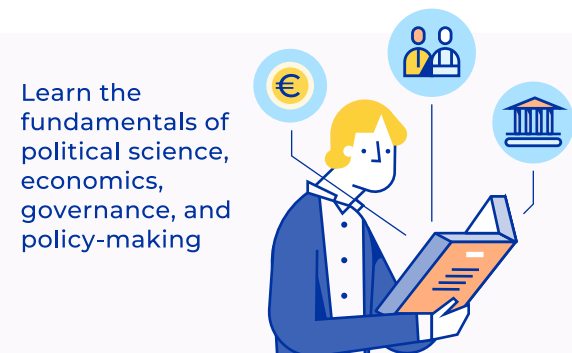 Learn the
fundamentals of
political science,
economics,
governance, and
policy-making
€